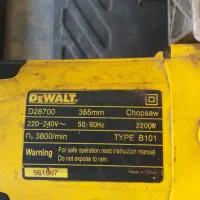 DEWALT
D28700 355mm Chopsaw
220-240V~ 50/60Hz 2200W
n₀ 3800/min TYPE B101
Warning For safe operation,read instruction manual.
Do not expose to rain.
Made in China